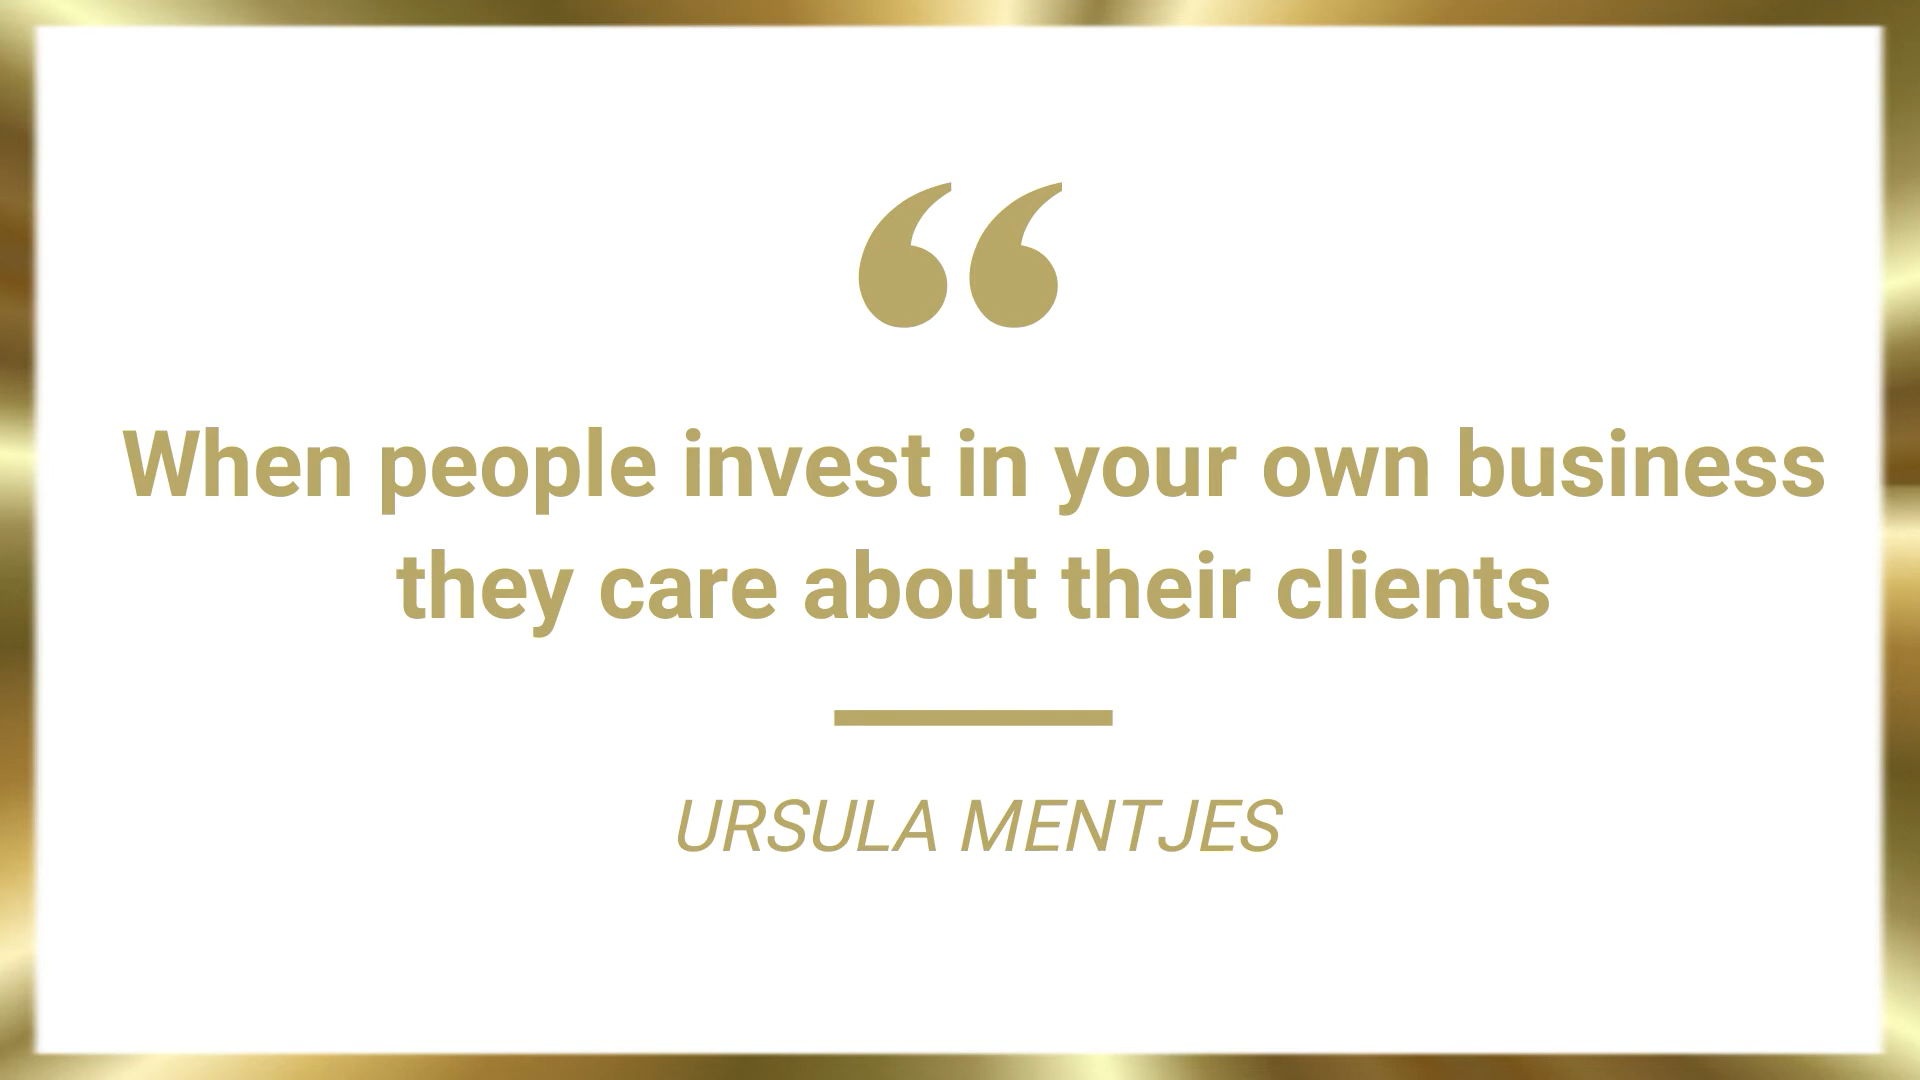 “
When people invest in your own business
they care about their clients
URSULA MENTJES